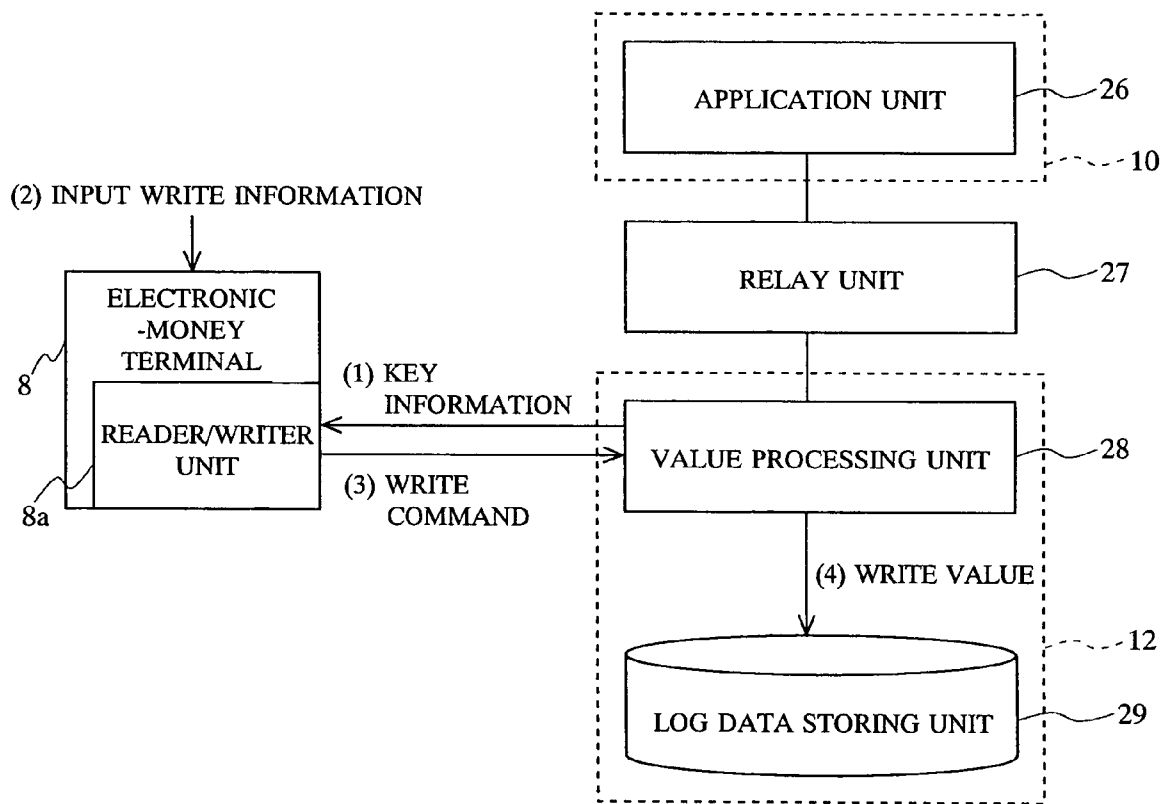 APPLICATION UNIT
26
10
(2) INPUT WRITE INFORMATION
RELAY UNIT
27
ELECTRONIC
-MONEY
TERMINAL
8
(1) KEY
INFORMATION
READER/WRITER
UNIT
8a
VALUE PROCESSING UNIT
28
(3) WRITE
COMMAND
(4) WRITE VALUE
12
LOG DATA STORING UNIT
29